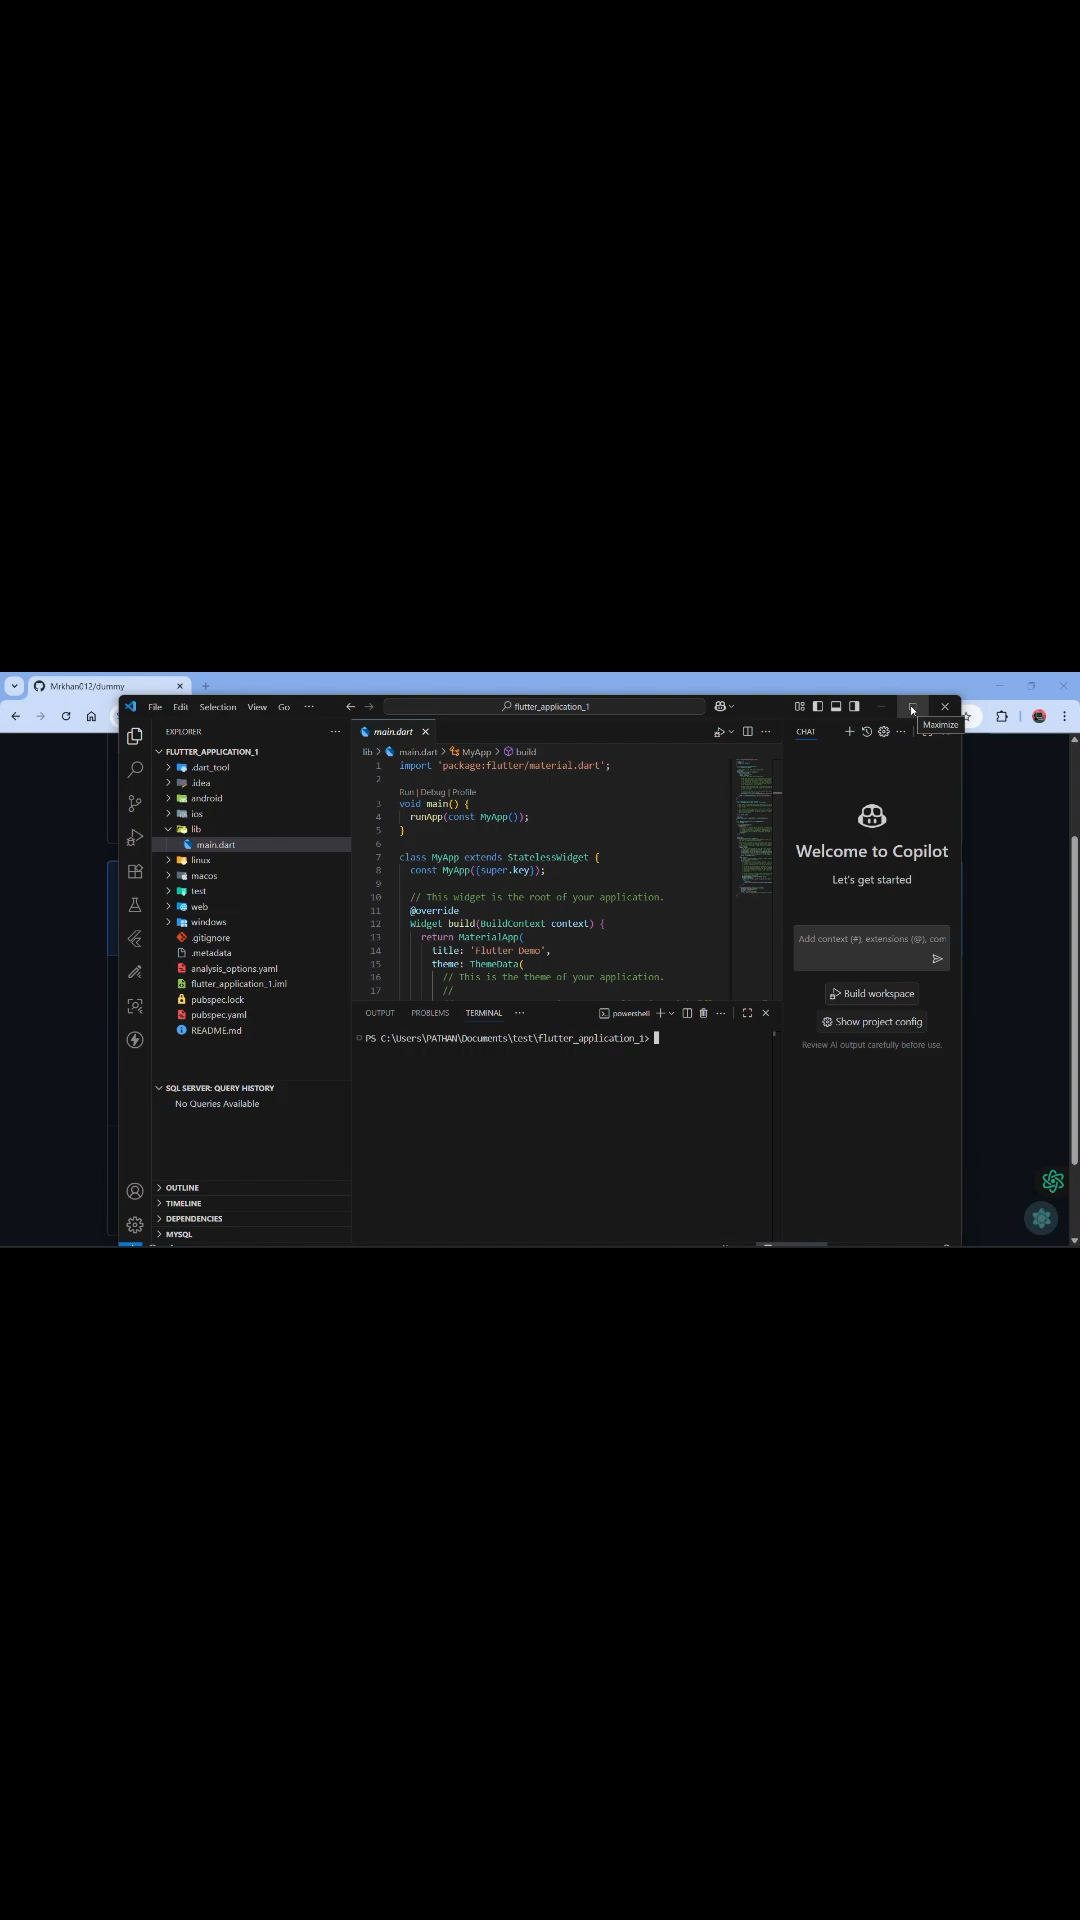 Mrkhan012/dummy
File Edit Selection View Go ···
flutter_application_1
Maximize
EXPLORER
FLUTTER_APPLICATION_1
.dart_tool
.idea
android
ios
lib
main.dart
linux
macos
test
web
windows
.gitignore
.metadata
analysis_options.yaml
flutter_application_1.iml
pubspec.lock
pubspec.yaml
README.md
SQL SERVER: QUERY HISTORY
No Queries Available
OUTLINE
TIMELINE
DEPENDENCIES
MYSQL
main.dart
lib > main.dart > MyApp > build
1 import 'package:flutter/material.dart';
2
Run | Debug | Profile
3 void main() {
4 runApp(const MyApp());
5 }
6
7 class MyApp extends StatelessWidget {
8 const MyApp({super.key});
9
10 // This widget is the root of your application.
11 @override
12 Widget build(BuildContext context) {
13 return MaterialApp(
14 title: 'Flutter Demo',
15 theme: ThemeData(
16 // This is the theme of your application.
17 //
OUTPUT PROBLEMS TERMINAL ···
powershell
PS C:\Users\PATHAN\Documents\test\flutter_application_1>
CHAT
Welcome to Copilot
Let's get started
Add context (#), extensions (@), com
Build workspace
Show project config
Review AI output carefully before use.